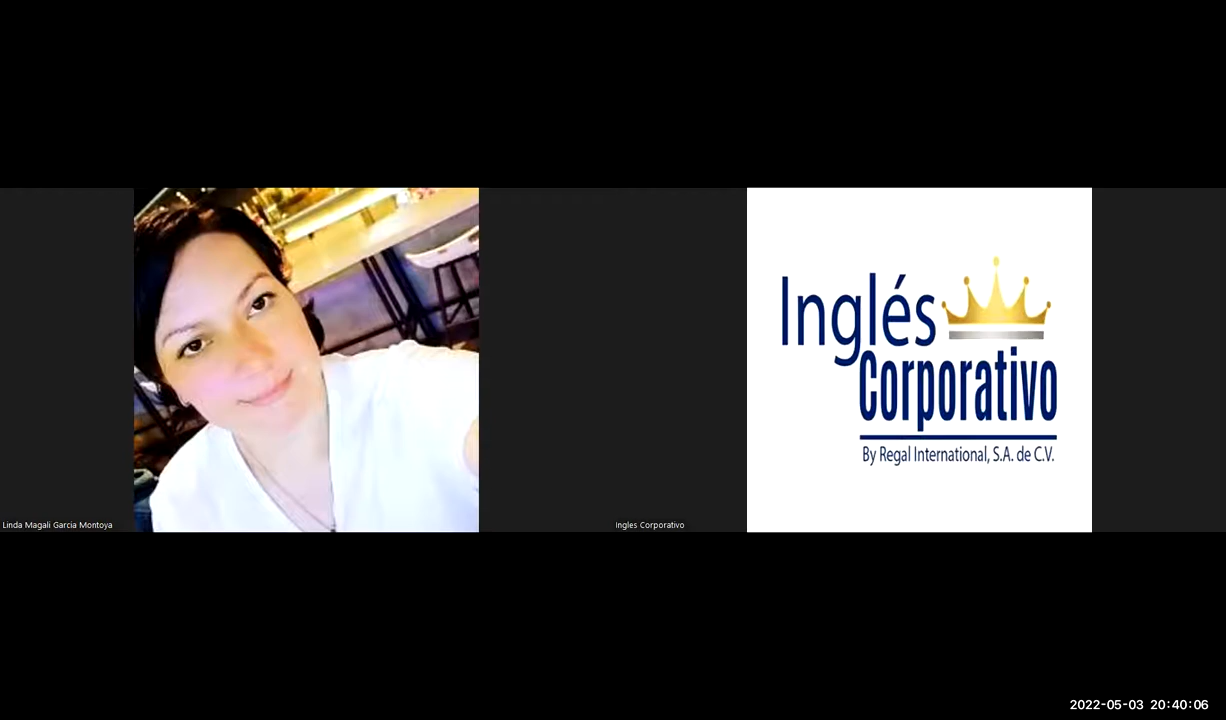 Inglés
Corporativo
By Regal International, S.A. de C.V.
Linda Magali Garcia Montoya
Ingles Corporativo
2022-05-03 20:40:06